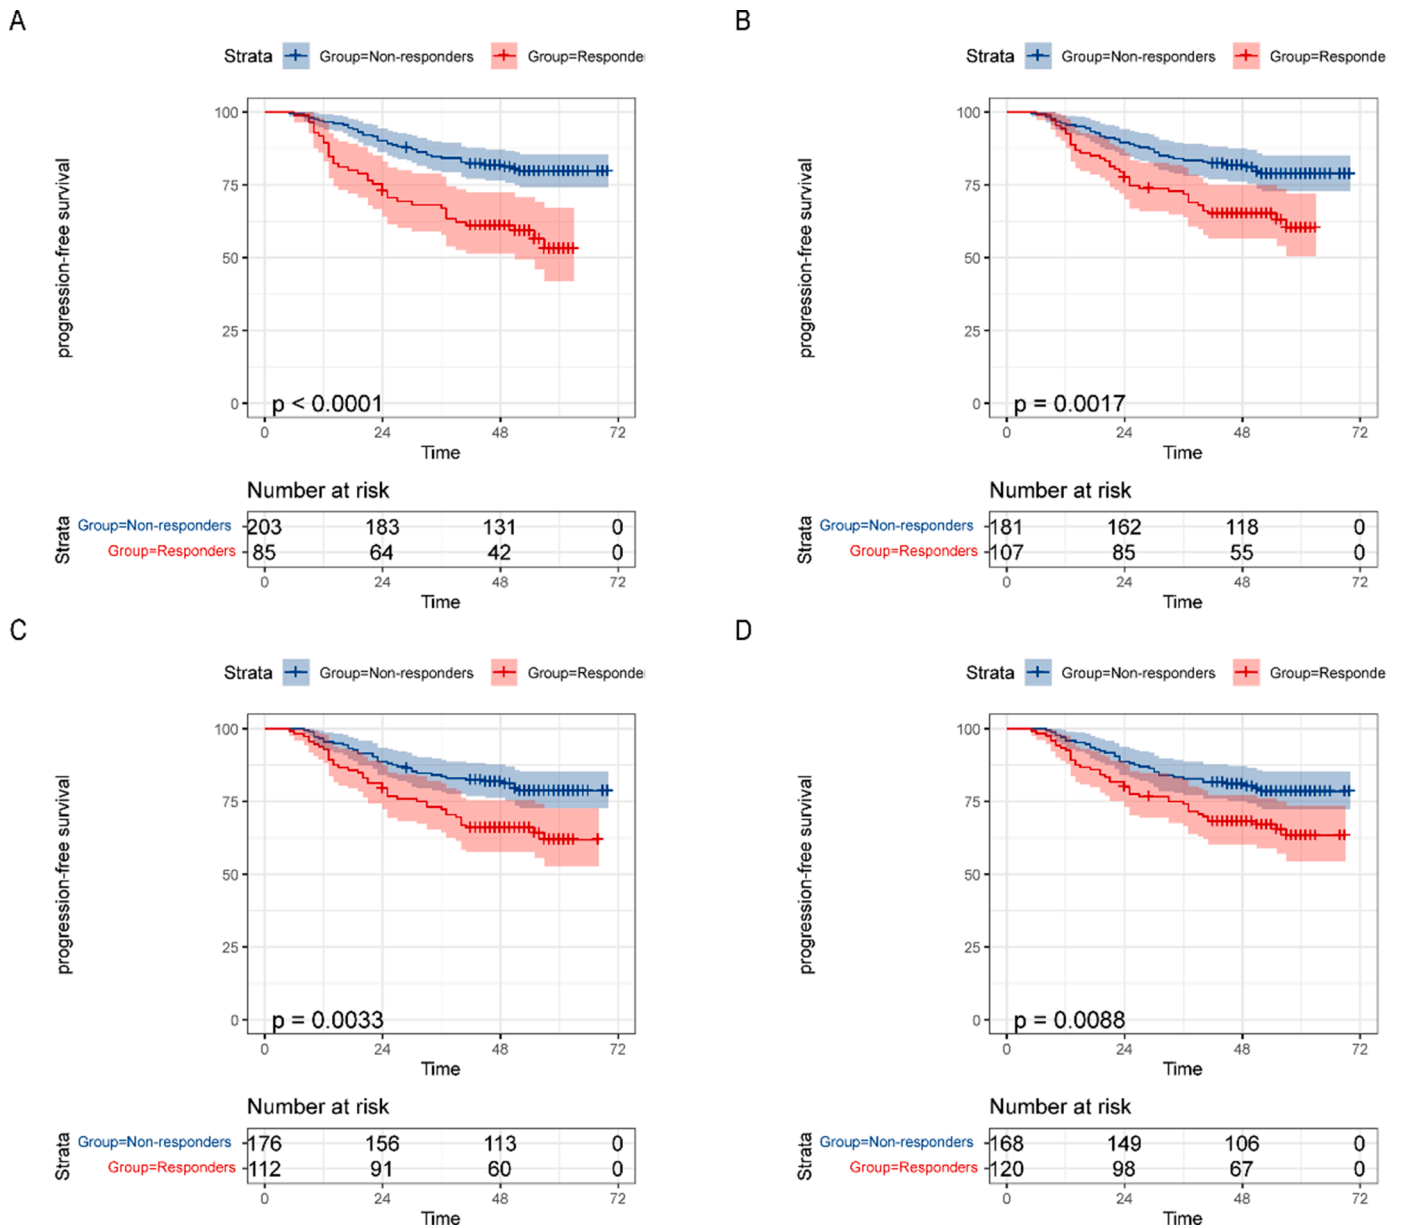 A
Strata Group=Non-responders Group=Responde
progression-free survival
100
75
50
25
0
p < 0.0001
0 24 48 72
Time
Number at risk
Strata
Group=Non-responders 203 183 131 0
Group=Responders 85 64 42 0
0 24 48 72
Time
B
Strata Group=Non-responders Group=Responde
progression-free survival
100
75
50
25
0
p = 0.0017
0 24 48 72
Time
Number at risk
Strata
Group=Non-responders 181 162 118 0
Group=Responders 107 85 55 0
0 24 48 72
Time
C
Strata Group=Non-responders Group=Responde
progression-free survival
100
75
50
25
0
p = 0.0033
0 24 48 72
Time
Number at risk
Strata
Group=Non-responders 176 156 113 0
Group=Responders 112 91 60 0
0 24 48 72
Time
D
Strata Group=Non-responders Group=Responde
progression-free survival
100
75
50
25
0
p = 0.0088
0 24 48 72
Time
Number at risk
Strata
Group=Non-responders 168 149 106 0
Group=Responders 120 98 67 0
0 24 48 72
Time